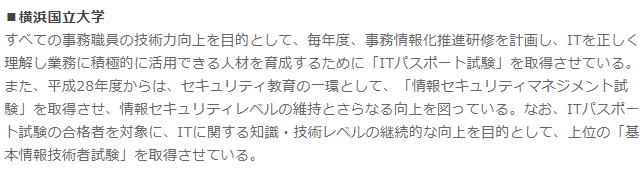 ■横浜国立大学
すべての事務職員の技術力向上を目的として、毎年度、事務情報化推進研修を計画し、ITを正しく
理解し業務に積極的に活用できる人材を育成するために「ITパスポート試験」を取得させている。
また、平成28年度からは、セキュリティ教育の一環として、「情報セキュリティマネジメント試
験」を取得させ、情報セキュリティレベルの維持とさらなる向上を図っている。なお、ITパスポー
ト試験の合格者を対象に、ITに関する知識・技術レベルの継続的な向上を目的として、上位の「基
本情報技術者試験」を取得させている。